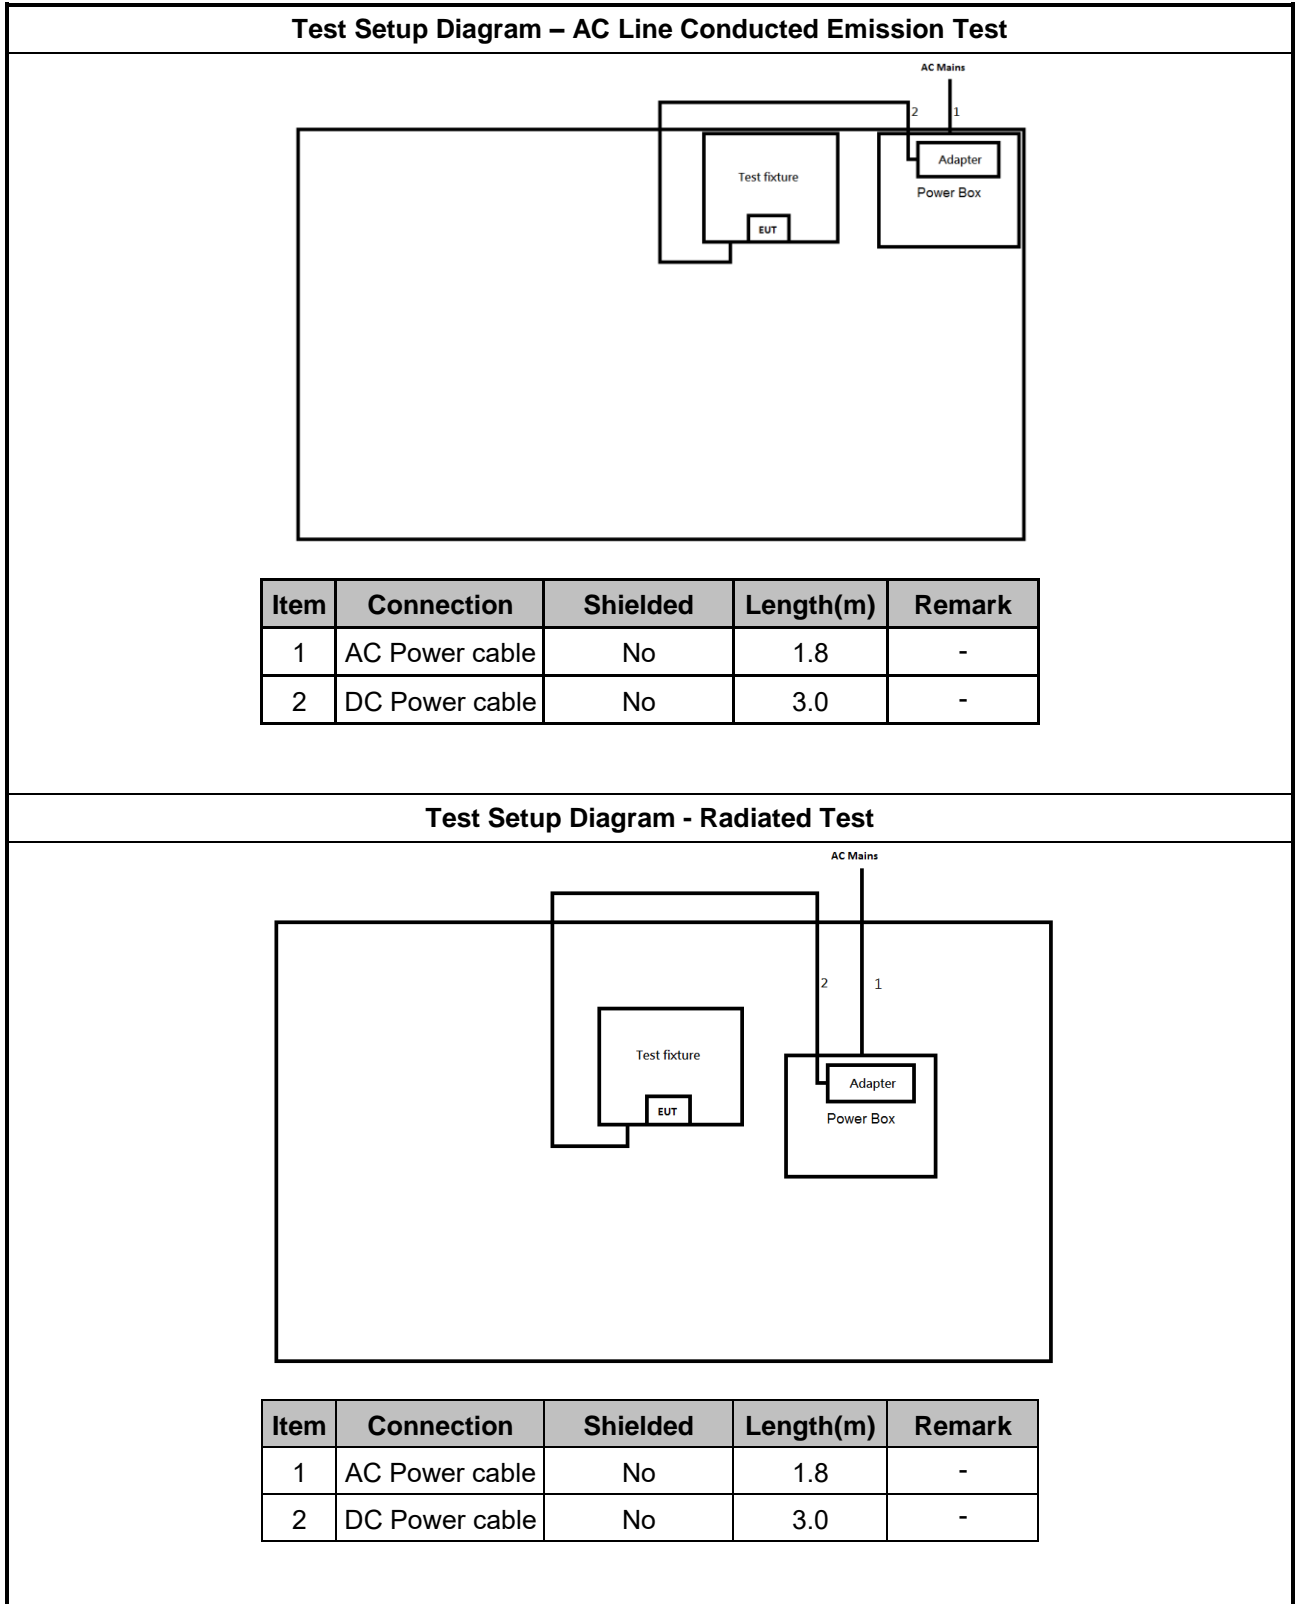 Test Setup Diagram – AC Line Conducted Emission Test
AC Mains
2 1
Adapter
Test fixture
Power Box
EUT
Item Connection Shielded Length(m) Remark
1 AC Power cable No 1.8 -
2 DC Power cable No 3.0 -
Test Setup Diagram - Radiated Test
AC Mains
2 1
Test fixture
Adapter
EUT
Power Box
Item Connection Shielded Length(m) Remark
1 AC Power cable No 1.8 -
2 DC Power cable No 3.0 -